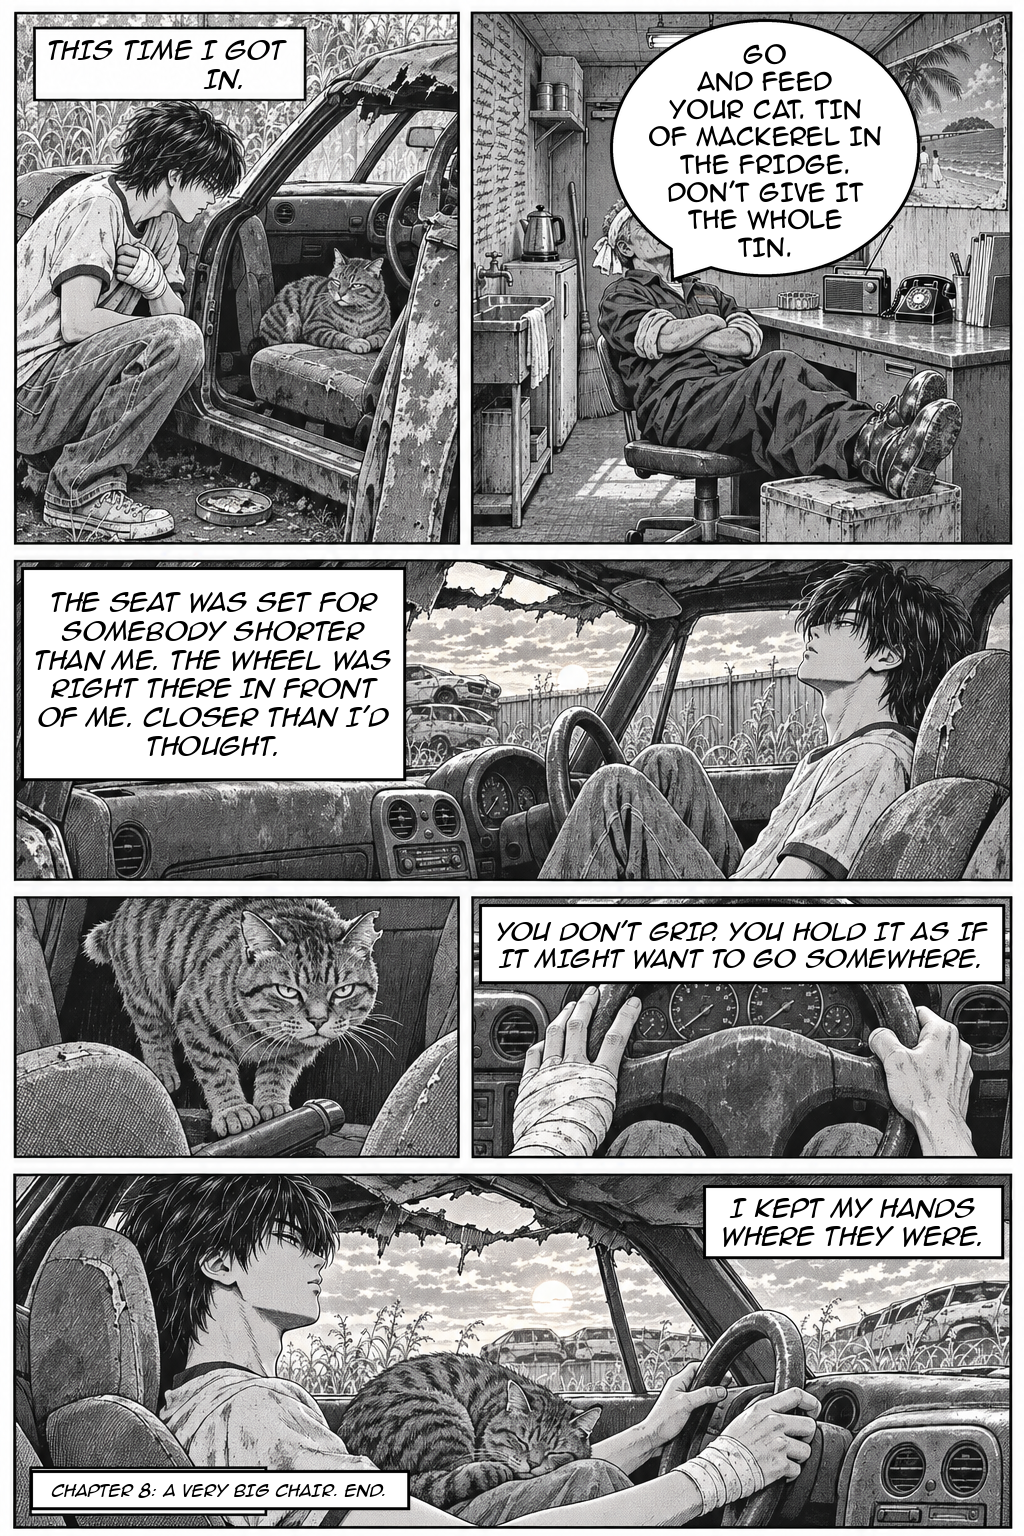 THIS TIME I GOT
IN.
GO
AND FEED
YOUR CAT. TIN
OF MACKEREL IN
THE FRIDGE.
DON'T GIVE IT
THE WHOLE
TIN.
THE SEAT WAS SET FOR
SOMEBODY SHORTER
THAN ME. THE WHEEL WAS
RIGHT THERE IN FRONT
OF ME. CLOSER THAN I'D
THOUGHT.
YOU DON'T GRIP. YOU HOLD IT AS IF
IT MIGHT WANT TO GO SOMEWHERE.
I KEPT MY HANDS
WHERE THEY WERE.
CHAPTER 8: A VERY BIG CHAIR. END.